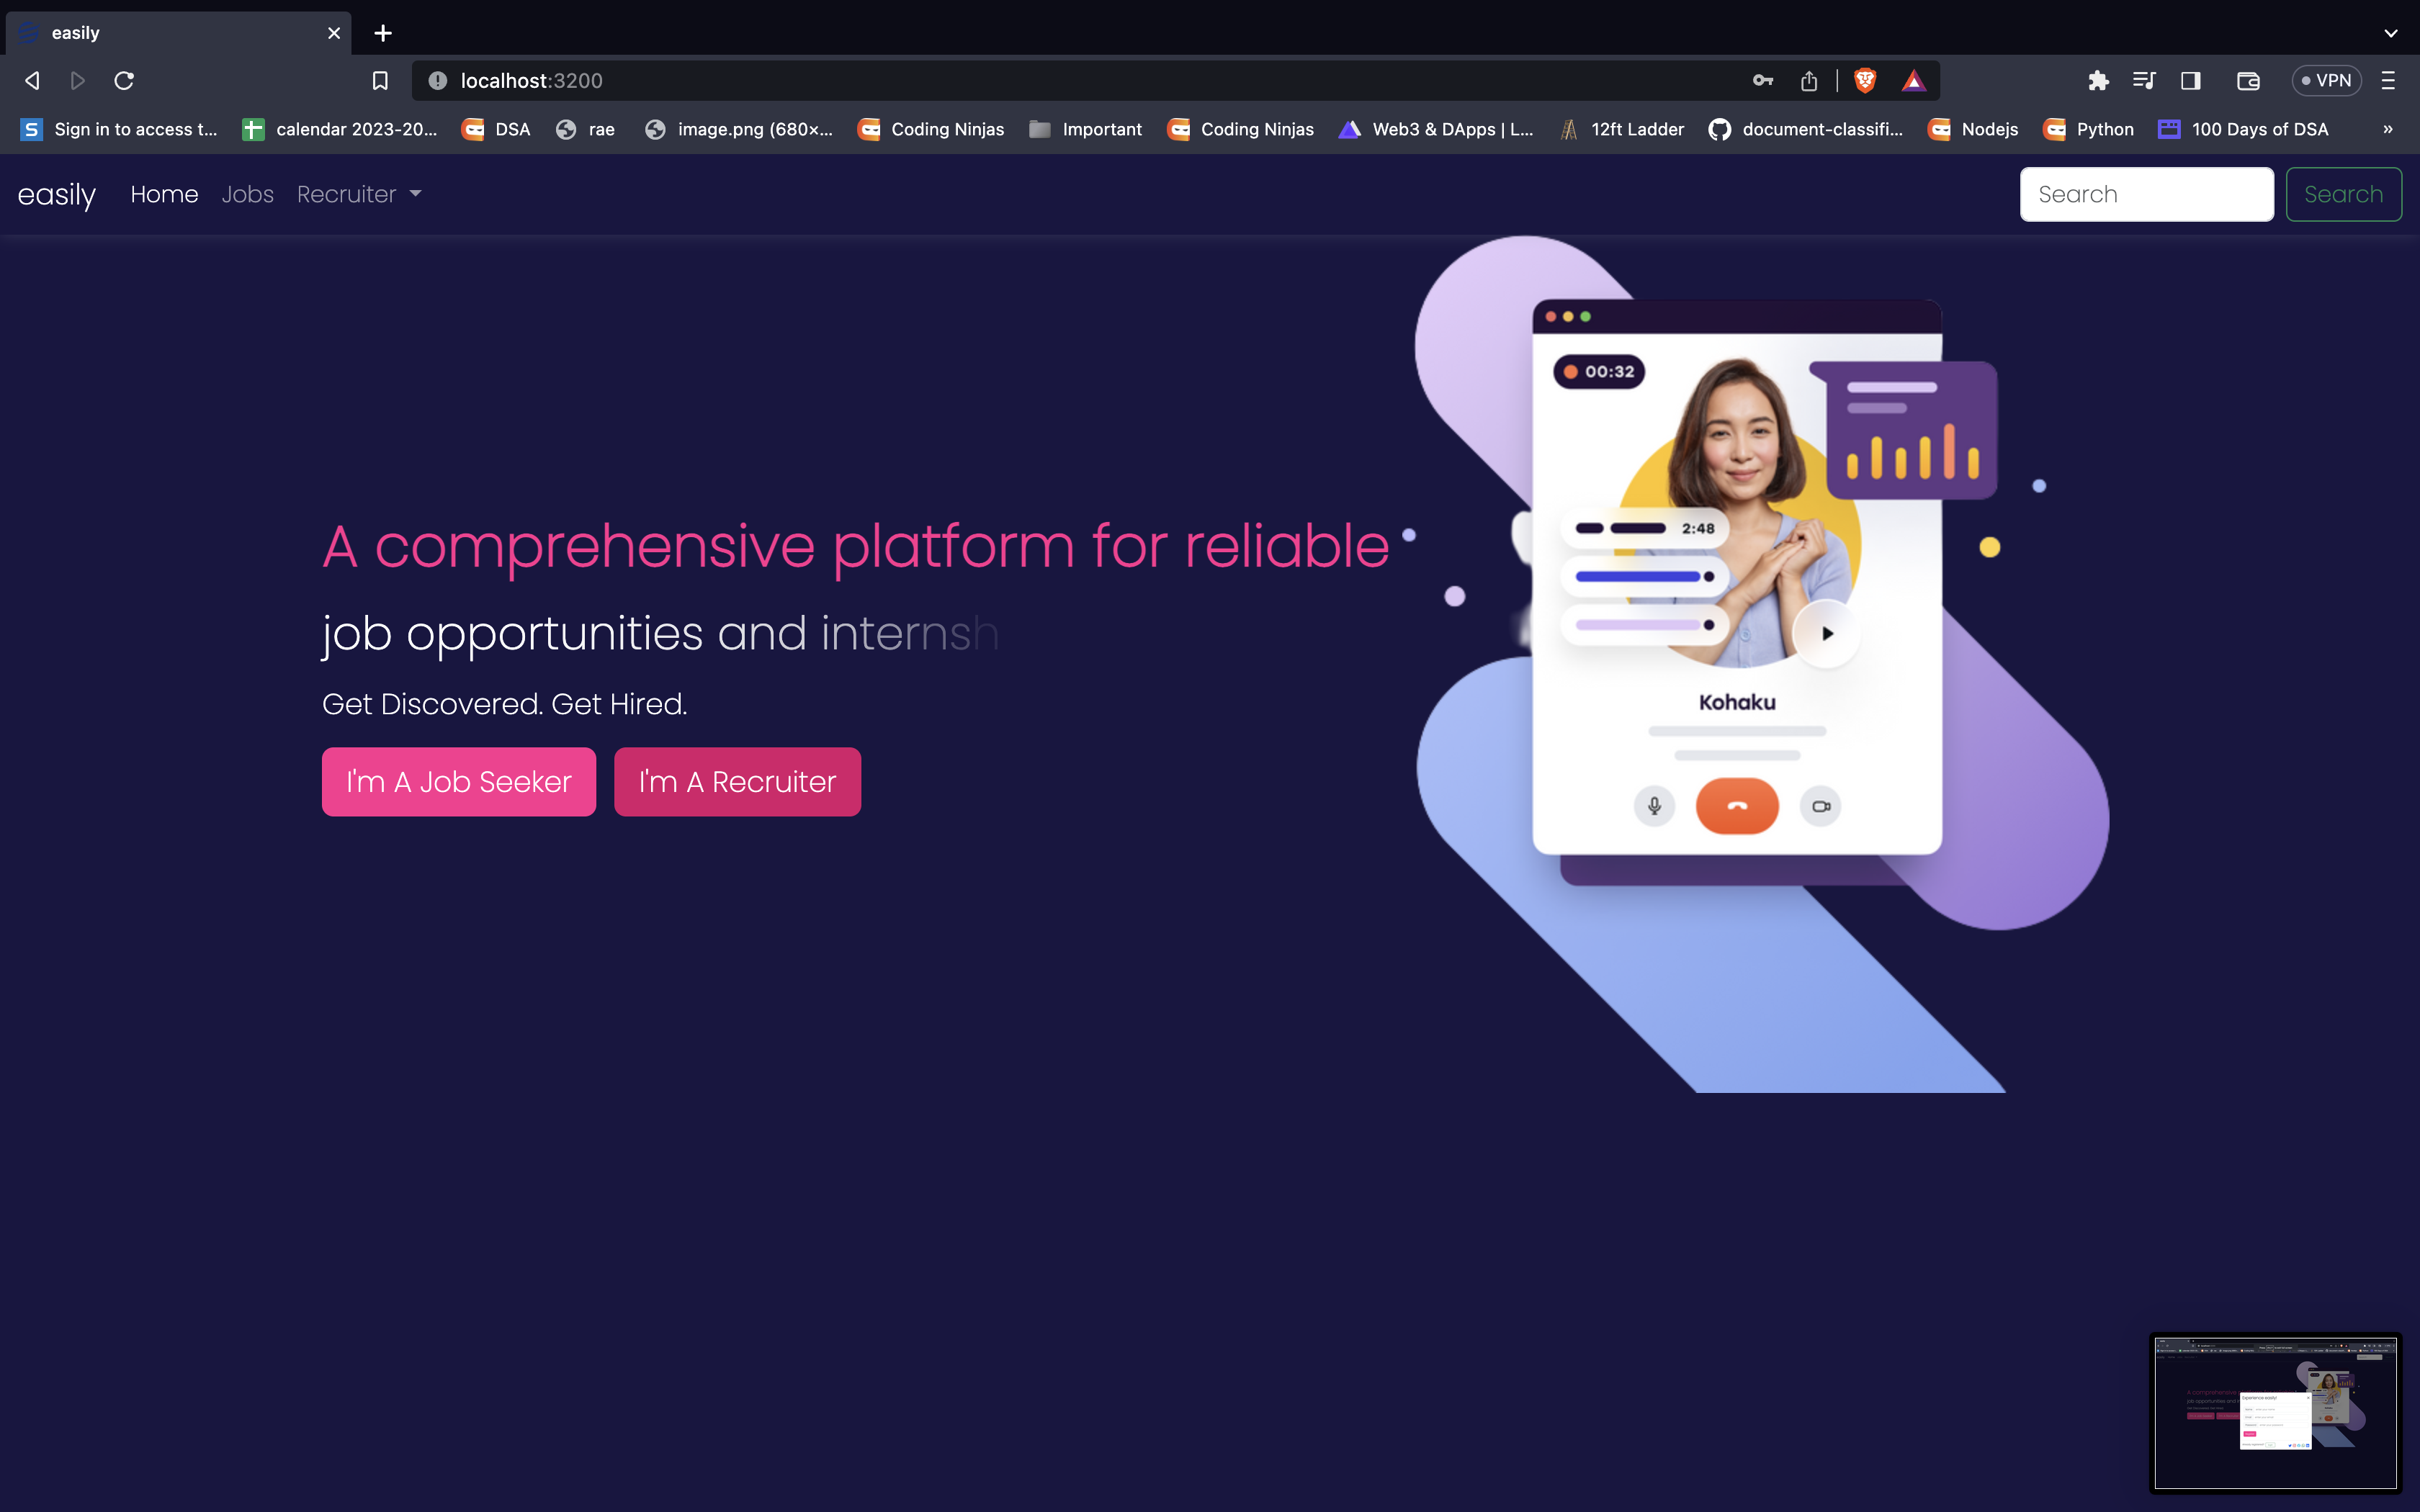 easily
localhost:3200
VPN
Sign in to access t...
calendar 2023-20...
DSA
rae
image.png (680×...
Coding Ninjas
Important
Coding Ninjas
Web3 & DApps | L...
12ft Ladder
document-classifi...
Nodejs
Python
100 Days of DSA
»
easily
Home
Jobs
Recruiter
Search
Search
00:32
A comprehensive platform for reliable
job opportunities and internsh
Get Discovered. Get Hired.
I'm A Job Seeker
I'm A Recruiter
2:48
Kohaku